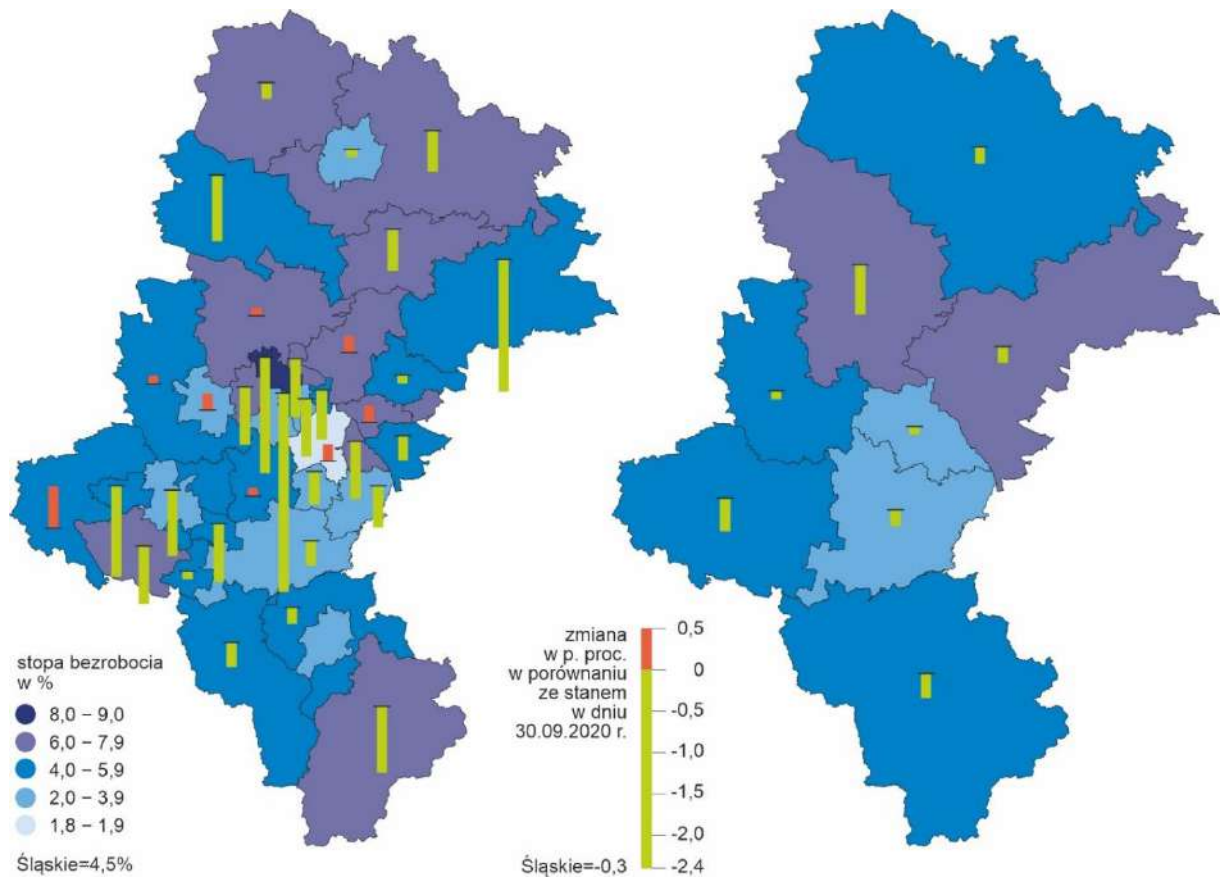 stopa bezrobocia
w %
8,0 – 9,0
6,0 – 7,9
4,0 – 5,9
2,0 – 3,9
1,8 – 1,9
Śląskie=4,5%
zmiana
w p. proc.
w porównaniu
ze stanem
w dniu
30.09.2020 r.
0,5
0
-0,5
-1,0
-1,5
-2,0
-2,4
Śląskie=-0,3